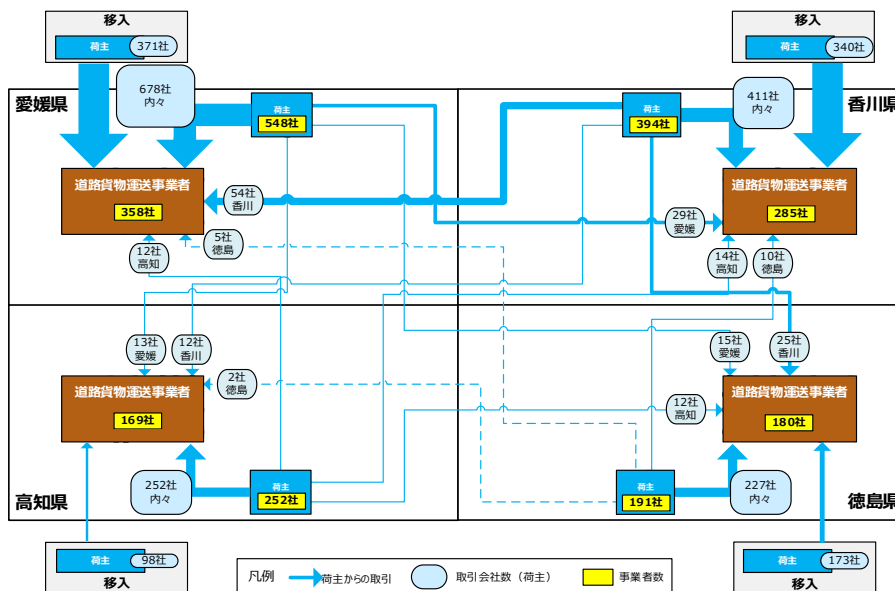 移入
荷主
371社
移入
荷主
340社
愛媛県
678社
内々
荷主
548社
荷主
394社
411社
内々
香川県
道路貨物運送事業者
358社
54社
香川
29社
愛媛
道路貨物運送事業者
285社
12社
高知
5社
徳島
14社
高知
10社
徳島
13社
愛媛
12社
香川
15社
愛媛
25社
香川
道路貨物運送事業者
169社
2社
徳島
12社
高知
道路貨物運送事業者
180社
高知県
252社
内々
荷主
252社
荷主
191社
227社
内々
徳島県
荷主
98社
移入
荷主
173社
移入
凡例
荷主からの取引
取引会社数(荷主)
事業者数